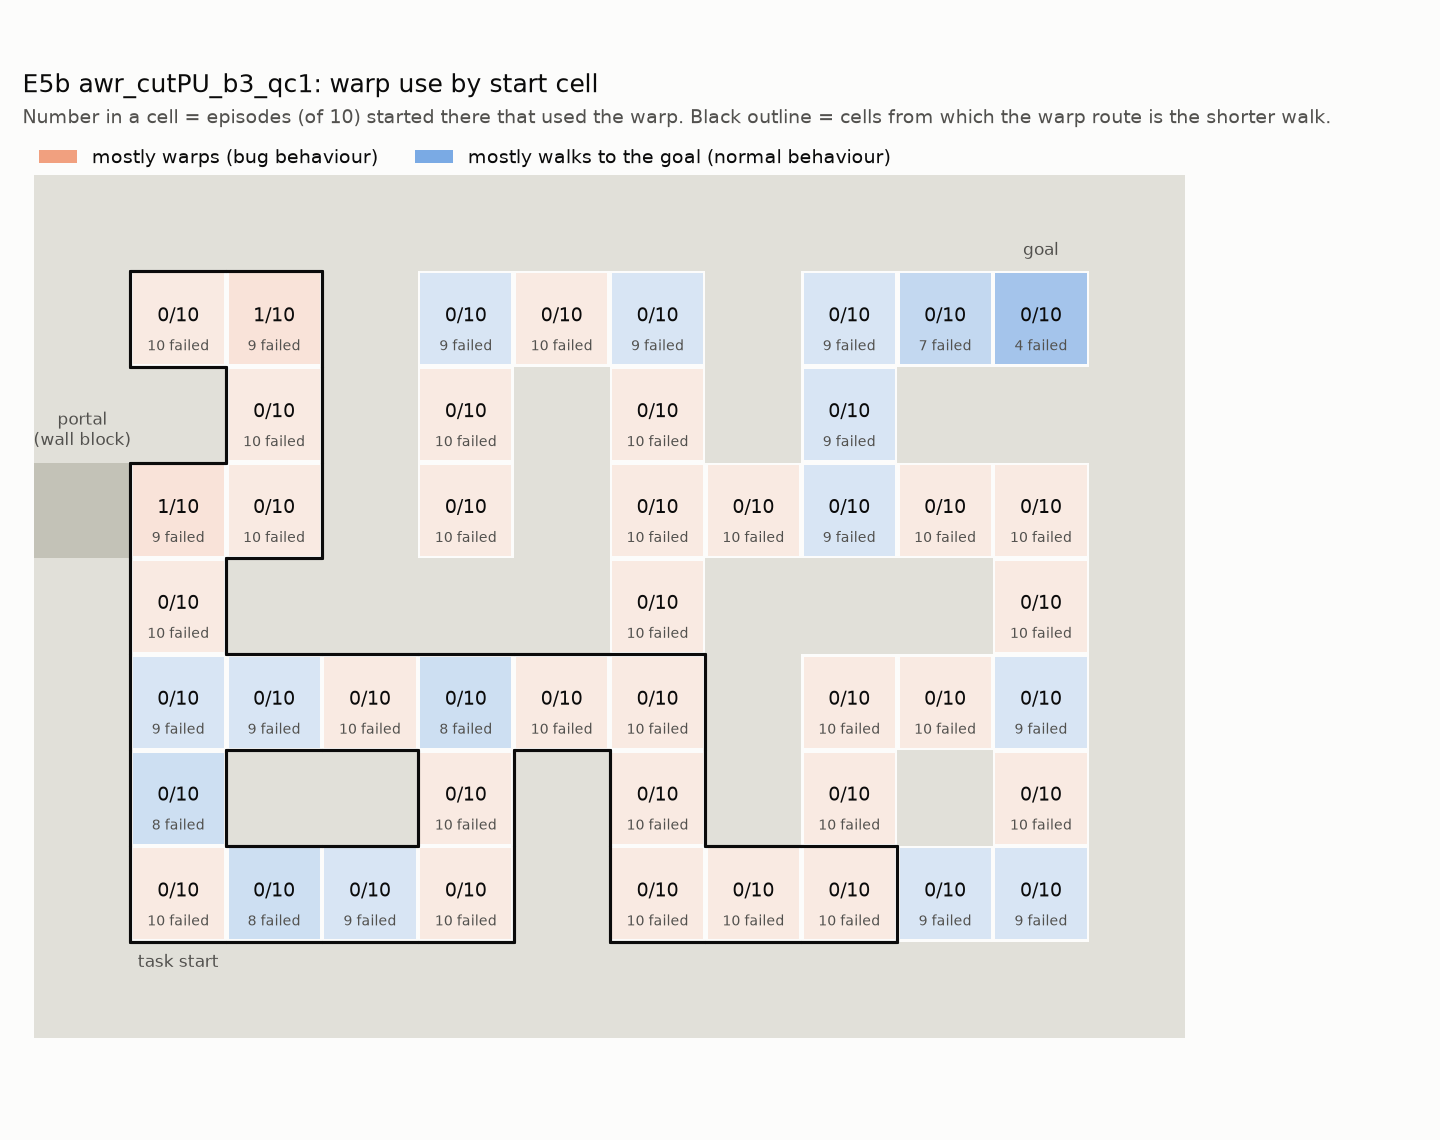 E5b awr_cutPU_b3_qc1: warp use by start cell
Number in a cell = episodes (of 10) started there that used the warp. Black outline = cells from which the warp route is the shorter walk.
mostly warps (bug behaviour) mostly walks to the goal (normal behaviour)
goal
0/10 1/10 0/10 0/10 0/10 0/10 0/10 0/10
10 failed 9 failed 9 failed 10 failed 9 failed 9 failed 7 failed 4 failed
0/10 0/10 0/10 0/10
10 failed 10 failed 10 failed 9 failed
portal
(wall block)
1/10 0/10 0/10 0/10 0/10 0/10 0/10 0/10
9 failed 10 failed 10 failed 10 failed 10 failed 9 failed 10 failed 10 failed
0/10 0/10 0/10
10 failed 10 failed 10 failed
0/10 0/10 0/10 0/10 0/10 0/10 0/10 0/10 0/10
9 failed 9 failed 10 failed 8 failed 10 failed 10 failed 10 failed 10 failed 9 failed
0/10 0/10 0/10 0/10 0/10
8 failed 10 failed 10 failed 10 failed 10 failed
0/10 0/10 0/10 0/10 0/10 0/10 0/10 0/10 0/10
10 failed 8 failed 9 failed 10 failed 10 failed 10 failed 10 failed 9 failed 9 failed
task start